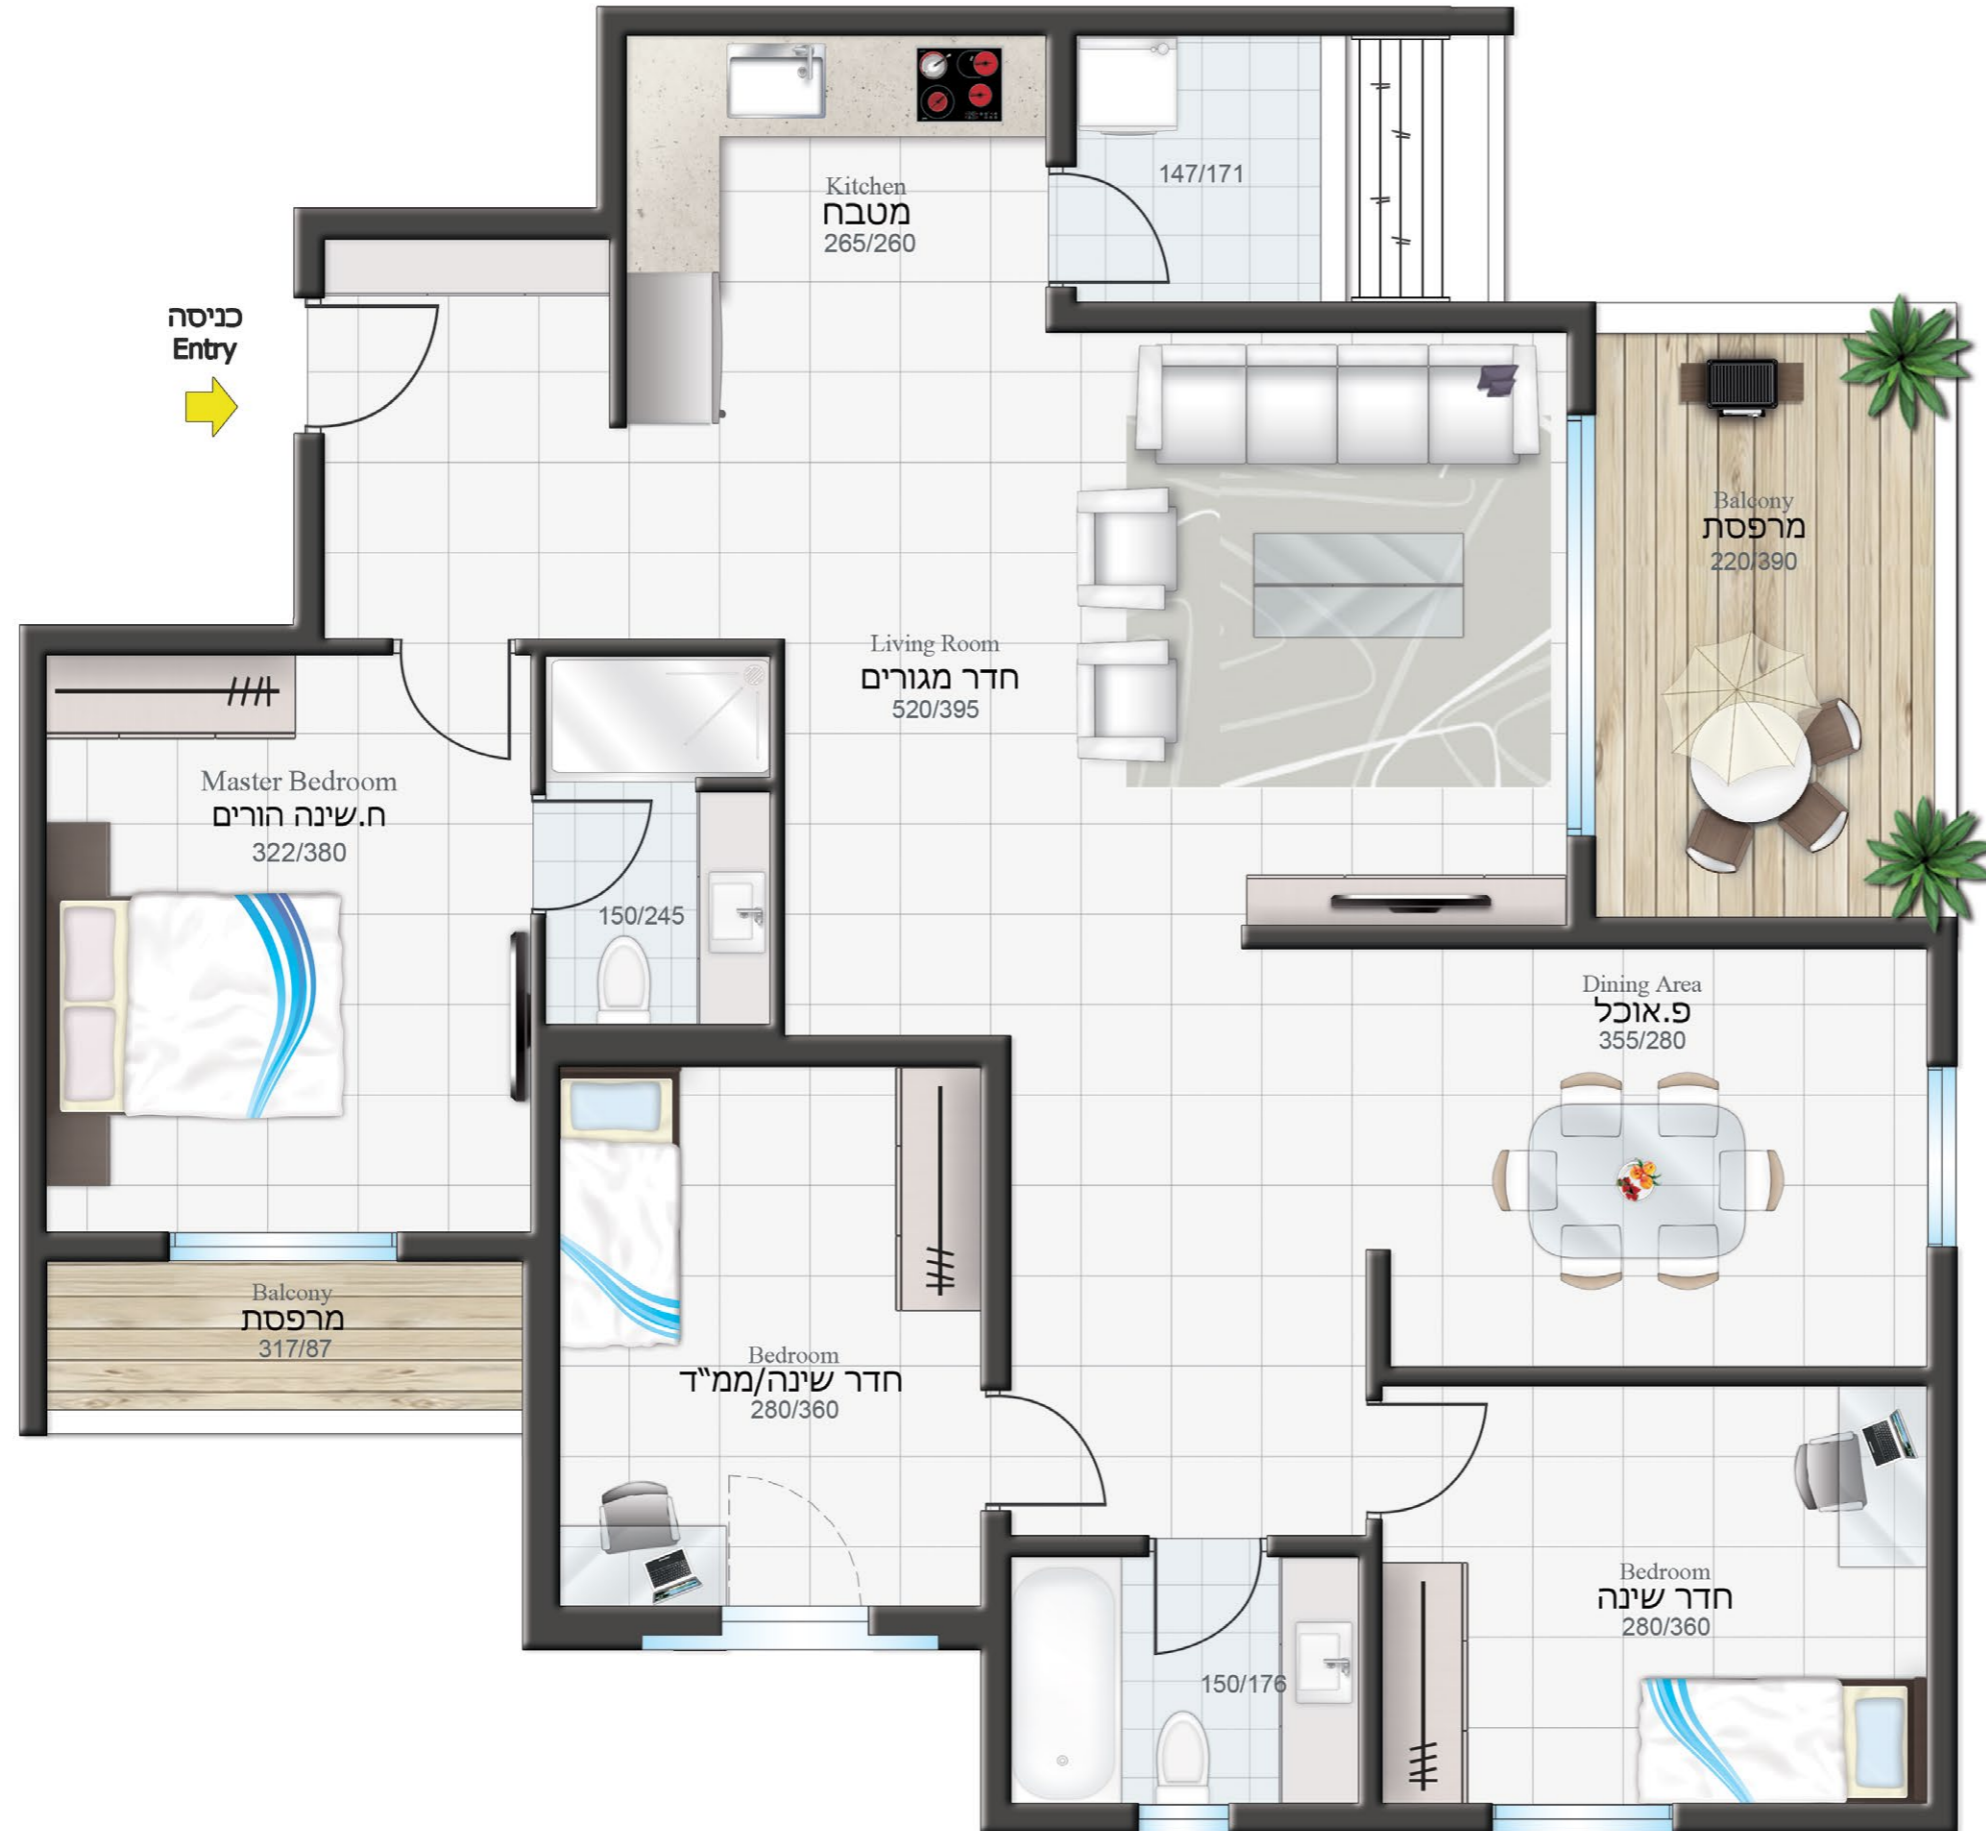 Kitchen
מטבח
265/260
147/171
כניסה
Entry
Balcony
מרפסת
220/390
Living Room
חדר מגורים
520/395
Master Bedroom
ח.שינה הורים
322/380
150/245
Dining Area
פ.אוכל
355/280
Balcony
מרפסת
317/87
Bedroom
חדר שינה/ממ"ד
280/360
Bedroom
חדר שינה
280/360
150/176